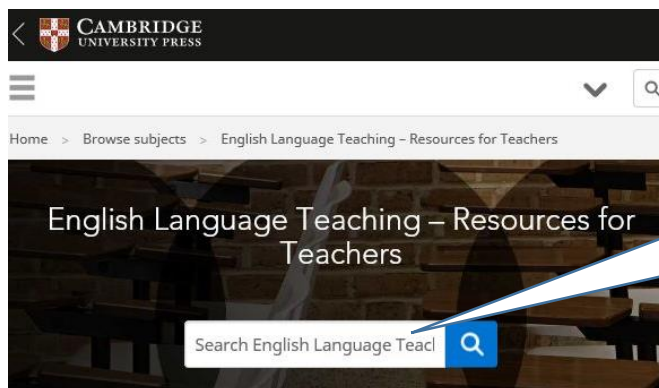 CAMBRIDGE
UNIVERSITY PRESS
Home > Browse subjects > English Language Teaching – Resources for Teachers
English Language Teaching – Resources for
Teachers
Search English Language Teacl